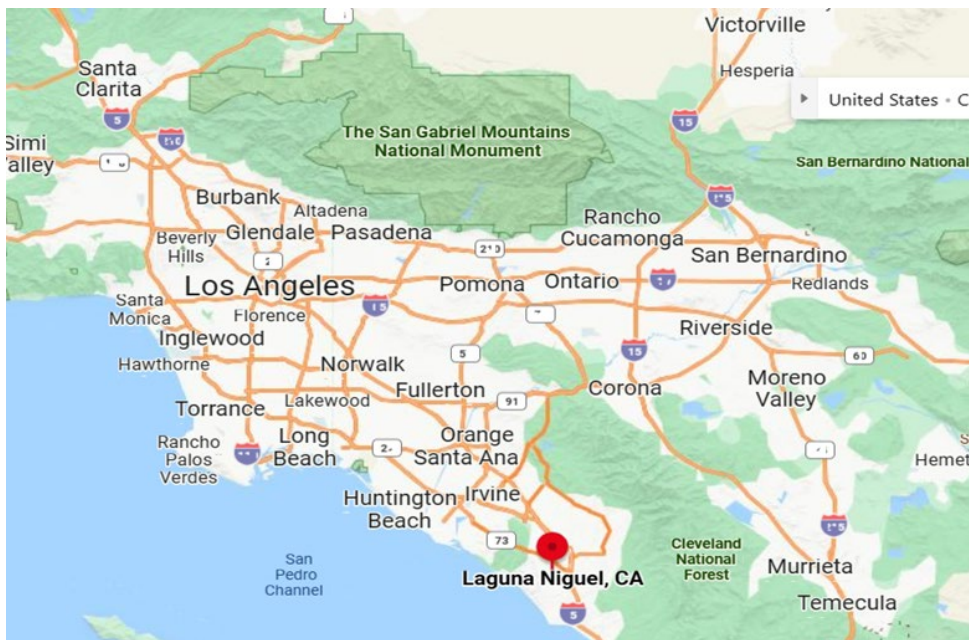 Victorville
Santa
Clarita
Hesperia
United States • C
5
15
The San Gabriel Mountains
National Monument
Simi
Valley
San Bernardino National
Burbank
Altadena
Rancho
Cucamonga
Beverly
Hills
Glendale
Pasadena
210
San Bernardino
2
Los Angeles
Pomona
Ontario
Redlands
Santa
Monica
Florence
Inglewood
Riverside
Hawthorne
Norwalk
5
15
60
Fullerton
91
Corona
Moreno
Valley
Torrance
Lakewood
Rancho
Palos
Verdes
Long
Beach
Orange
Santa Ana
Hemet
Huntington
Beach
Irvine
73
San
Pedro
Channel
Cleveland
National
Forest
Laguna Niguel, CA
Murrieta
5
Temecula